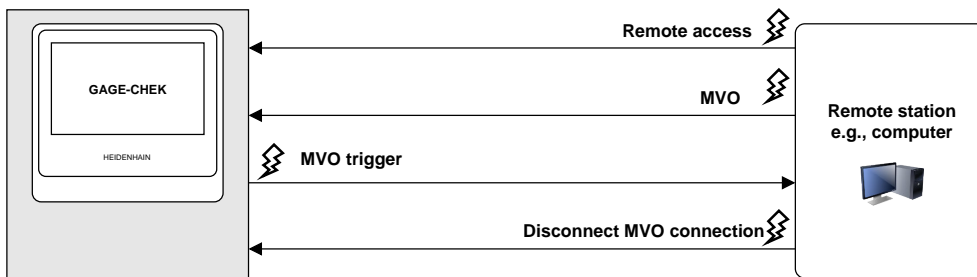 Remote access
GAGE-CHEK
MVO
Remote station
e.g., computer
HEIDENHAIN
MVO trigger
Disconnect MVO connection